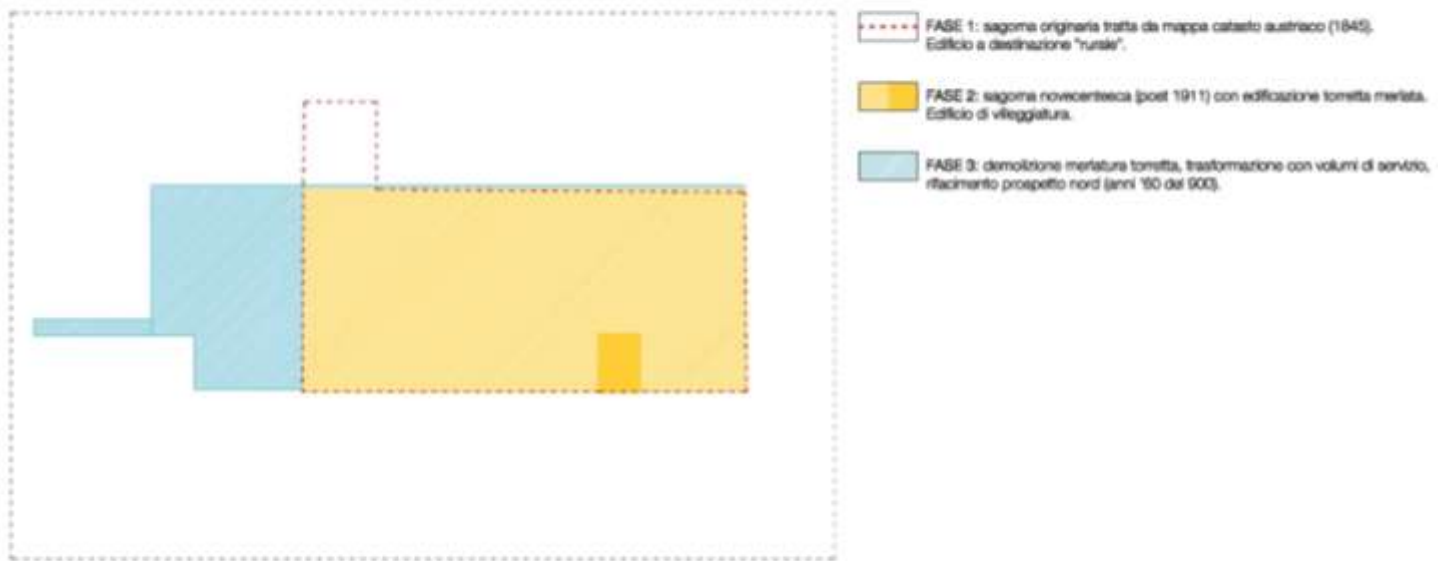 FASE 1: sagoma originaria tratta da mappa catasto austriaco (1845).
Edificio a destinazione "rurale".
FASE 2: sagoma novecentesca (post 1911) con edificazione torretta merlata.
Edificio di villeggiatura.
FASE 3: demolizione merlatura torretta, trasformazione con volumi di servizio,
rifacimento prospetto nord (anni '60 del 900).